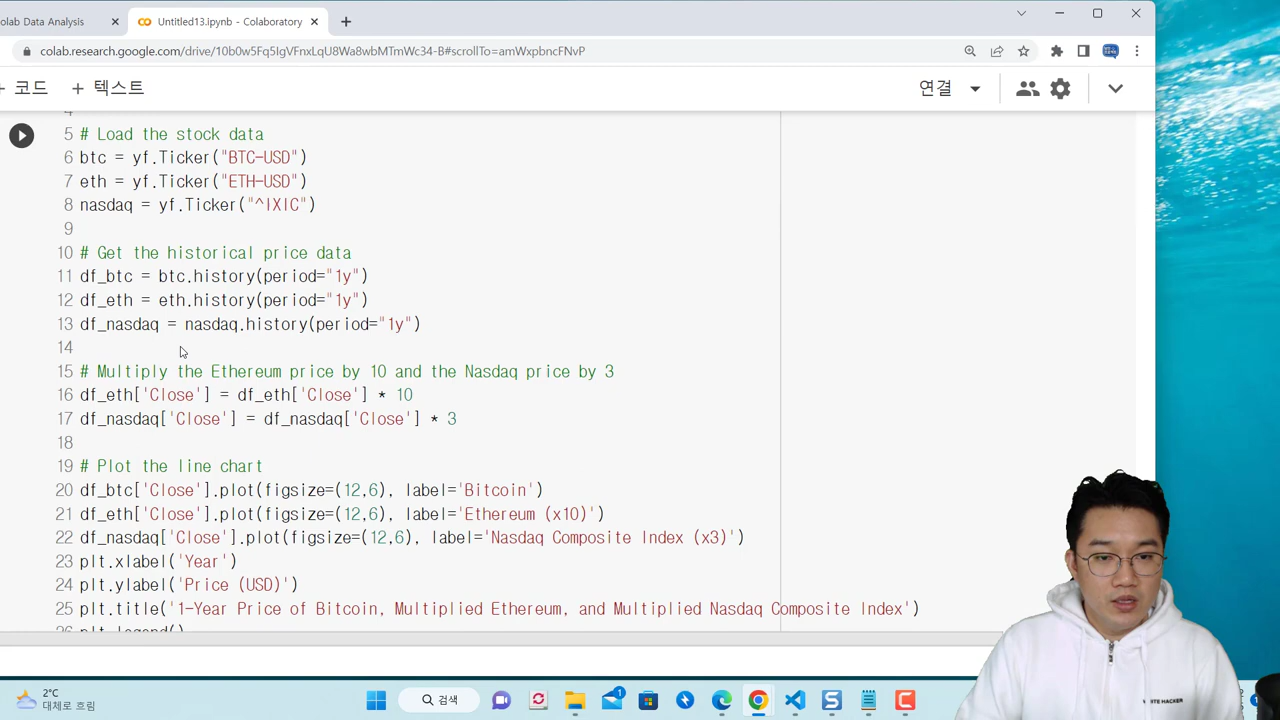 olab Data Analysis
Untitled13.ipynb - Colaboratory
colab.research.google.com/drive/10b0w5Fq5IgVFnxLqU8Wa8wbMTmWc34-B#scrollTo=amWxpbncFNvP
+ 코드 + 텍스트
연결
4
5 # Load the stock data
6 btc = yf.Ticker("BTC-USD")
7 eth = yf.Ticker("ETH-USD")
8 nasdaq = yf.Ticker("^IXIC")
9
10 # Get the historical price data
11 df_btc = btc.history(period="1y")
12 df_eth = eth.history(period="1y")
13 df_nasdaq = nasdaq.history(period="1y")
14
15 # Multiply the Ethereum price by 10 and the Nasdaq price by 3
16 df_eth['Close'] = df_eth['Close'] * 10
17 df_nasdaq['Close'] = df_nasdaq['Close'] * 3
18
19 # Plot the line chart
20 df_btc['Close'].plot(figsize=(12,6), label='Bitcoin')
21 df_eth['Close'].plot(figsize=(12,6), label='Ethereum (x10)')
22 df_nasdaq['Close'].plot(figsize=(12,6), label='Nasdaq Composite Index (x3)')
23 plt.xlabel('Year')
24 plt.ylabel('Price (USD)')
25 plt.title('1-Year Price of Bitcoin, Multiplied Ethereum, and Multiplied Nasdaq Composite Index')
26 plt.legend()
2°C
대체로 흐림
검색
1
HITE HACKER